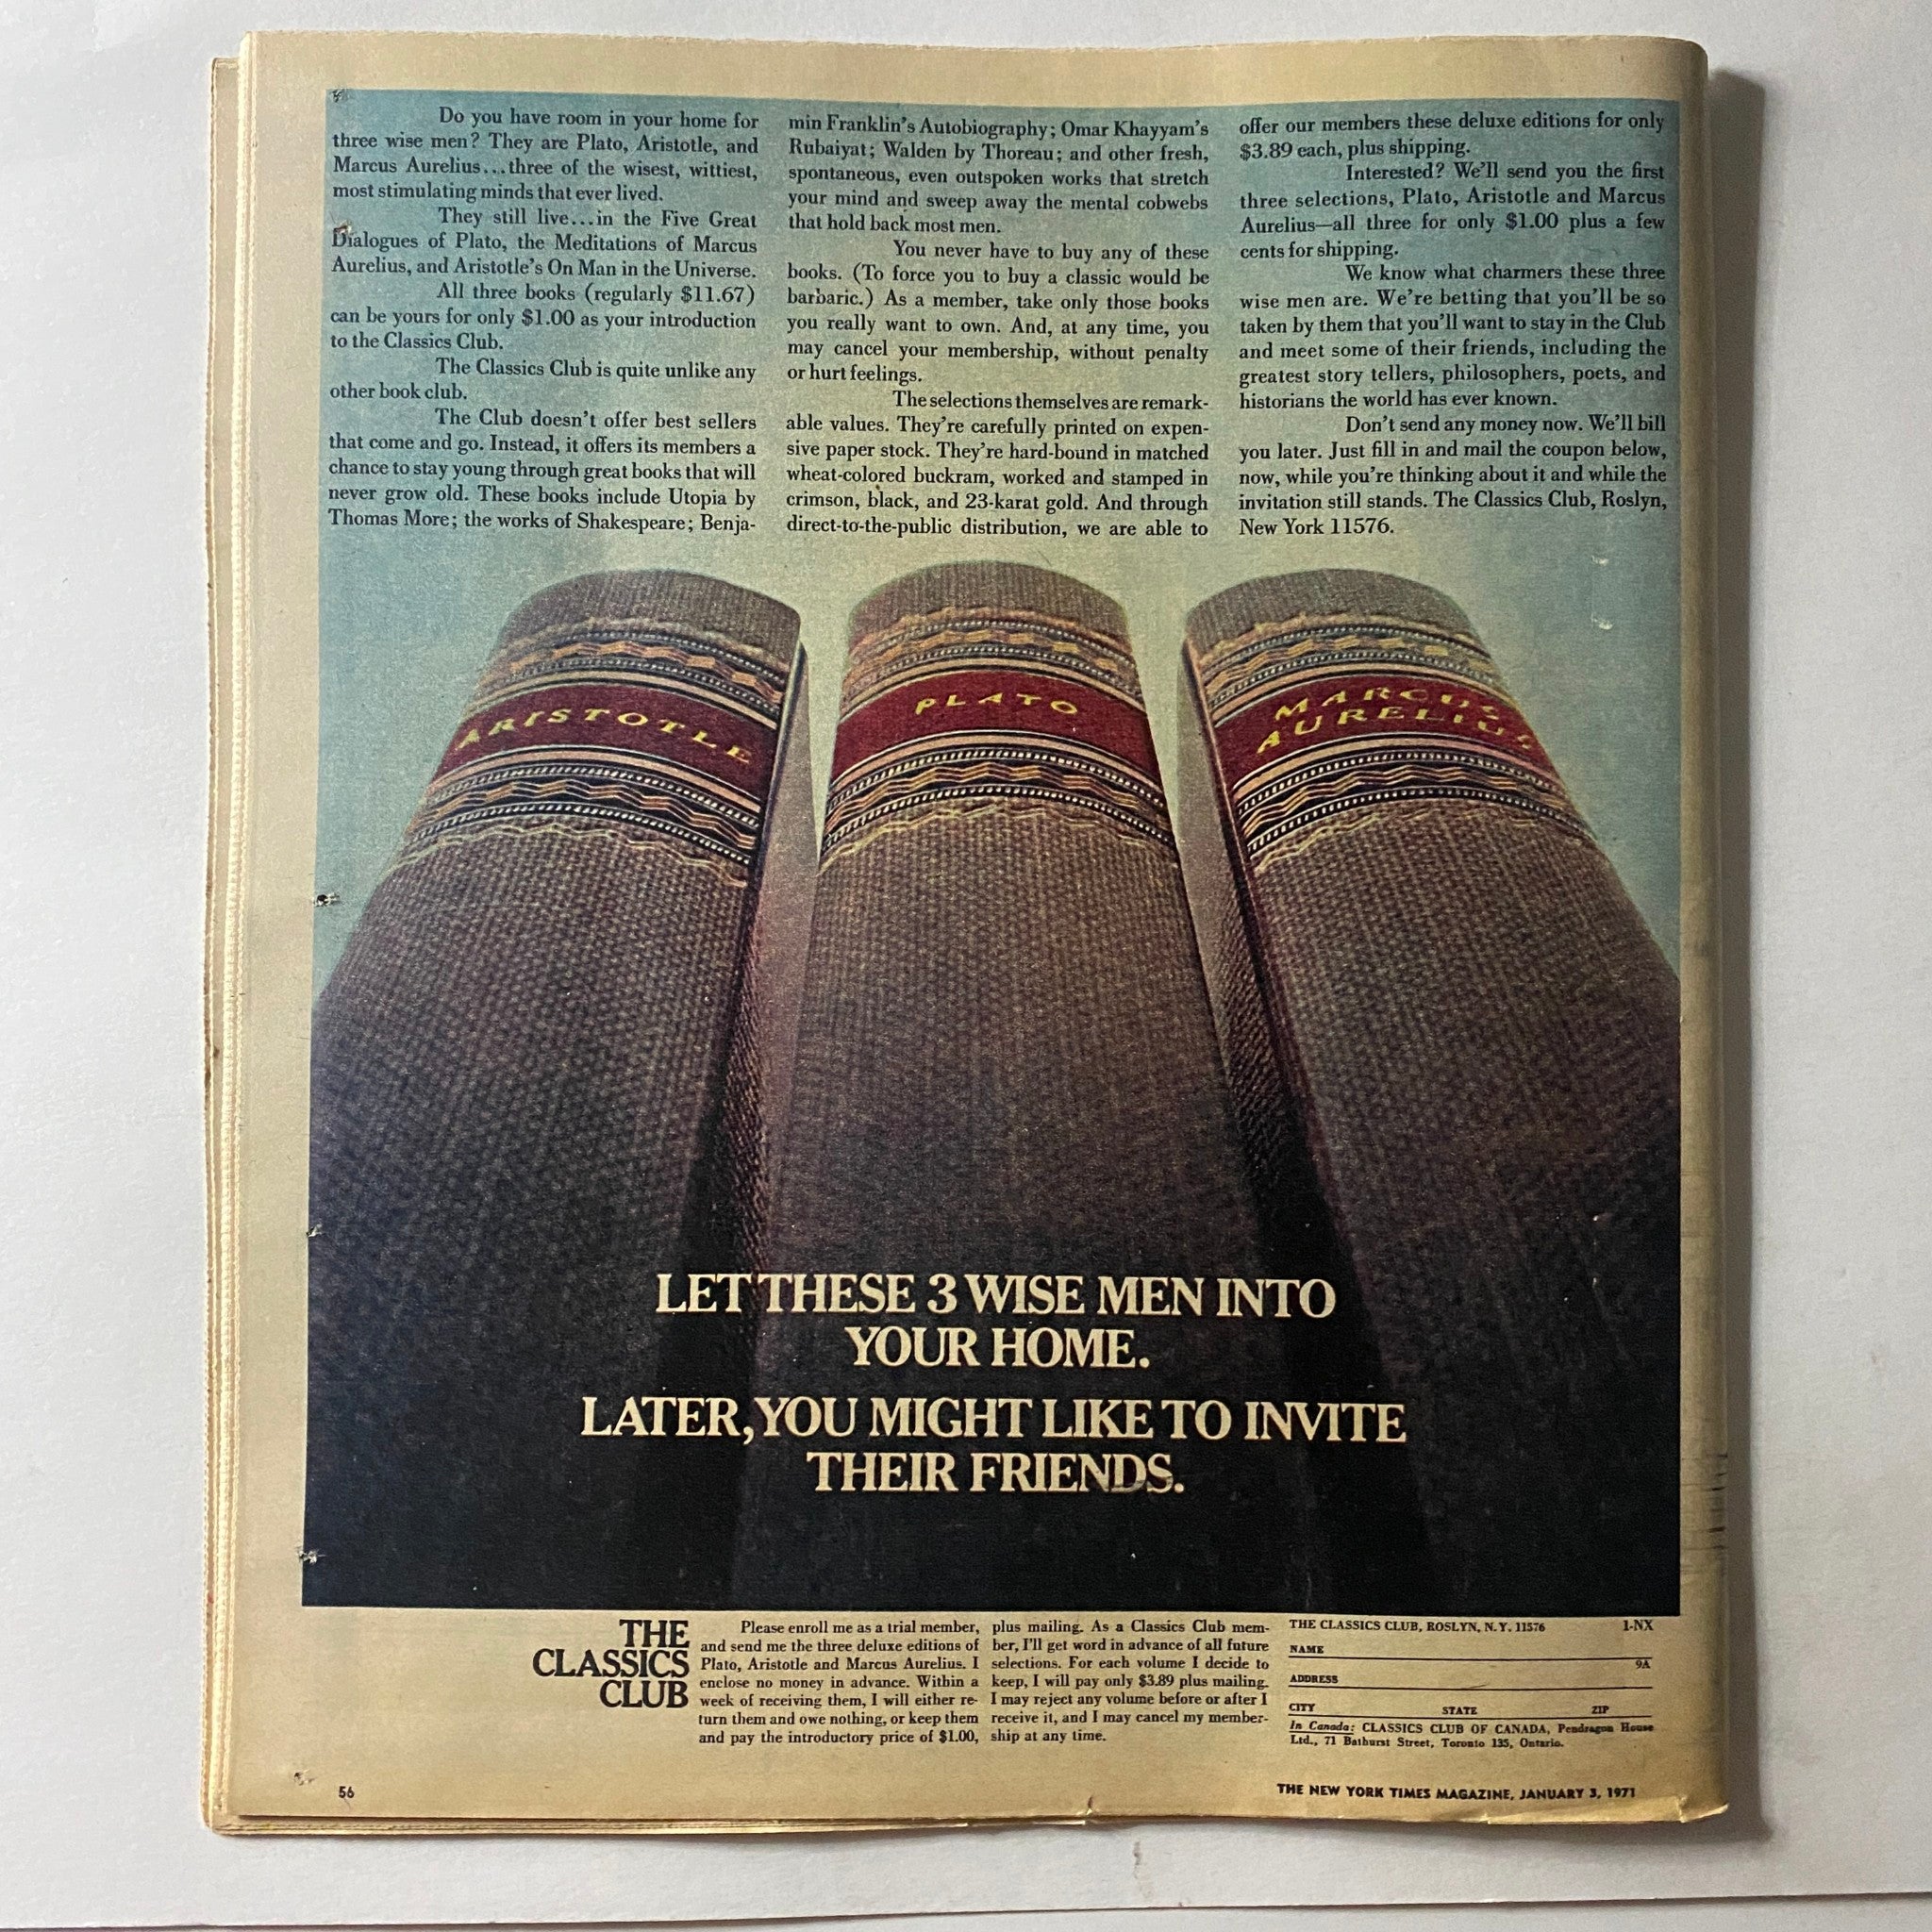 Do you have room in your home for
three wise men? They are Plato, Aristotle, and
Marcus Aurelius...three of the wisest, wittiest,
most stimulating minds that ever lived.
They still live...in the Five Great
Dialogues of Plato, the Meditations of Marcus
Aurelius, and Aristotle's On Man in the Universe.
All three books (regularly $11.67)
can be yours for only $1.00 as your introduction
to the Classics Club.
The Classics Club is quite unlike any
other book club.
The Club doesn't offer best sellers
that come and go. Instead, it offers its members a
chance to stay young through great books that will
never grow old. These books include Utopia by
Thomas More; the works of Shakespeare; Benja-
min Franklin's Autobiography; Omar Khayyam's
Rubaiyat; Walden by Thoreau; and other fresh,
spontaneous, even outspoken works that stretch
your mind and sweep away the mental cobwebs
that hold back most men.
You never have to buy any of these
books. (To force you to buy a classic would be
barbaric.) As a member, take only those books
you really want to own. And, at any time, you
may cancel your membership, without penalty
or hurt feelings.
The selections themselves are remark-
able values. They're carefully printed on expen-
sive paper stock. They're hard-bound in matched
wheat-colored buckram, worked and stamped in
crimson, black, and 23-karat gold. And through
direct-to-the-public distribution, we are able to
offer our members these deluxe editions for only
$3.89 each, plus shipping.
Interested? We'll send you the first
three selections, Plato, Aristotle and Marcus
Aurelius—all three for only $1.00 plus a few
cents for shipping.
We know what charmers these three
wise men are. We're betting that you'll be so
taken by them that you'll want to stay in the Club
and meet some of their friends, including the
greatest story tellers, philosophers, poets, and
historians the world has ever known.
Don't send any money now. We'll bill
you later. Just fill in and mail the coupon below,
now, while you're thinking about it and while the
invitation still stands. The Classics Club, Roslyn,
New York 11576.
ARISTOTLE
PLATO
MARCUS
AURELIUS
LET THESE 3 WISE MEN INTO
YOUR HOME.
LATER, YOU MIGHT LIKE TO INVITE
THEIR FRIENDS.
THE
CLASSICS
CLUB
Please enroll me as a trial member,
and send me the three deluxe editions of
Plato, Aristotle and Marcus Aurelius. I
enclose no money in advance. Within a
week of receiving them, I will either re-
turn them and owe nothing, or keep them
and pay the introductory price of $1.00,
plus mailing. As a Classics Club mem-
ber, I'll get word in advance of all future
selections. For each volume I decide to
keep, I will pay only $3.89 plus mailing.
I may reject any volume before or after I
receive it, and I may cancel my member-
ship at any time.
THE CLASSICS CLUB, ROSLYN, N.Y. 11576 1-NX
NAME
9A
ADDRESS
CITY STATE ZIP
In Canada: CLASSICS CLUB OF CANADA, Pendragon House
Ltd., 71 Bathurst Street, Toronto 135, Ontario.
56
THE NEW YORK TIMES MAGAZINE, JANUARY 3, 1971